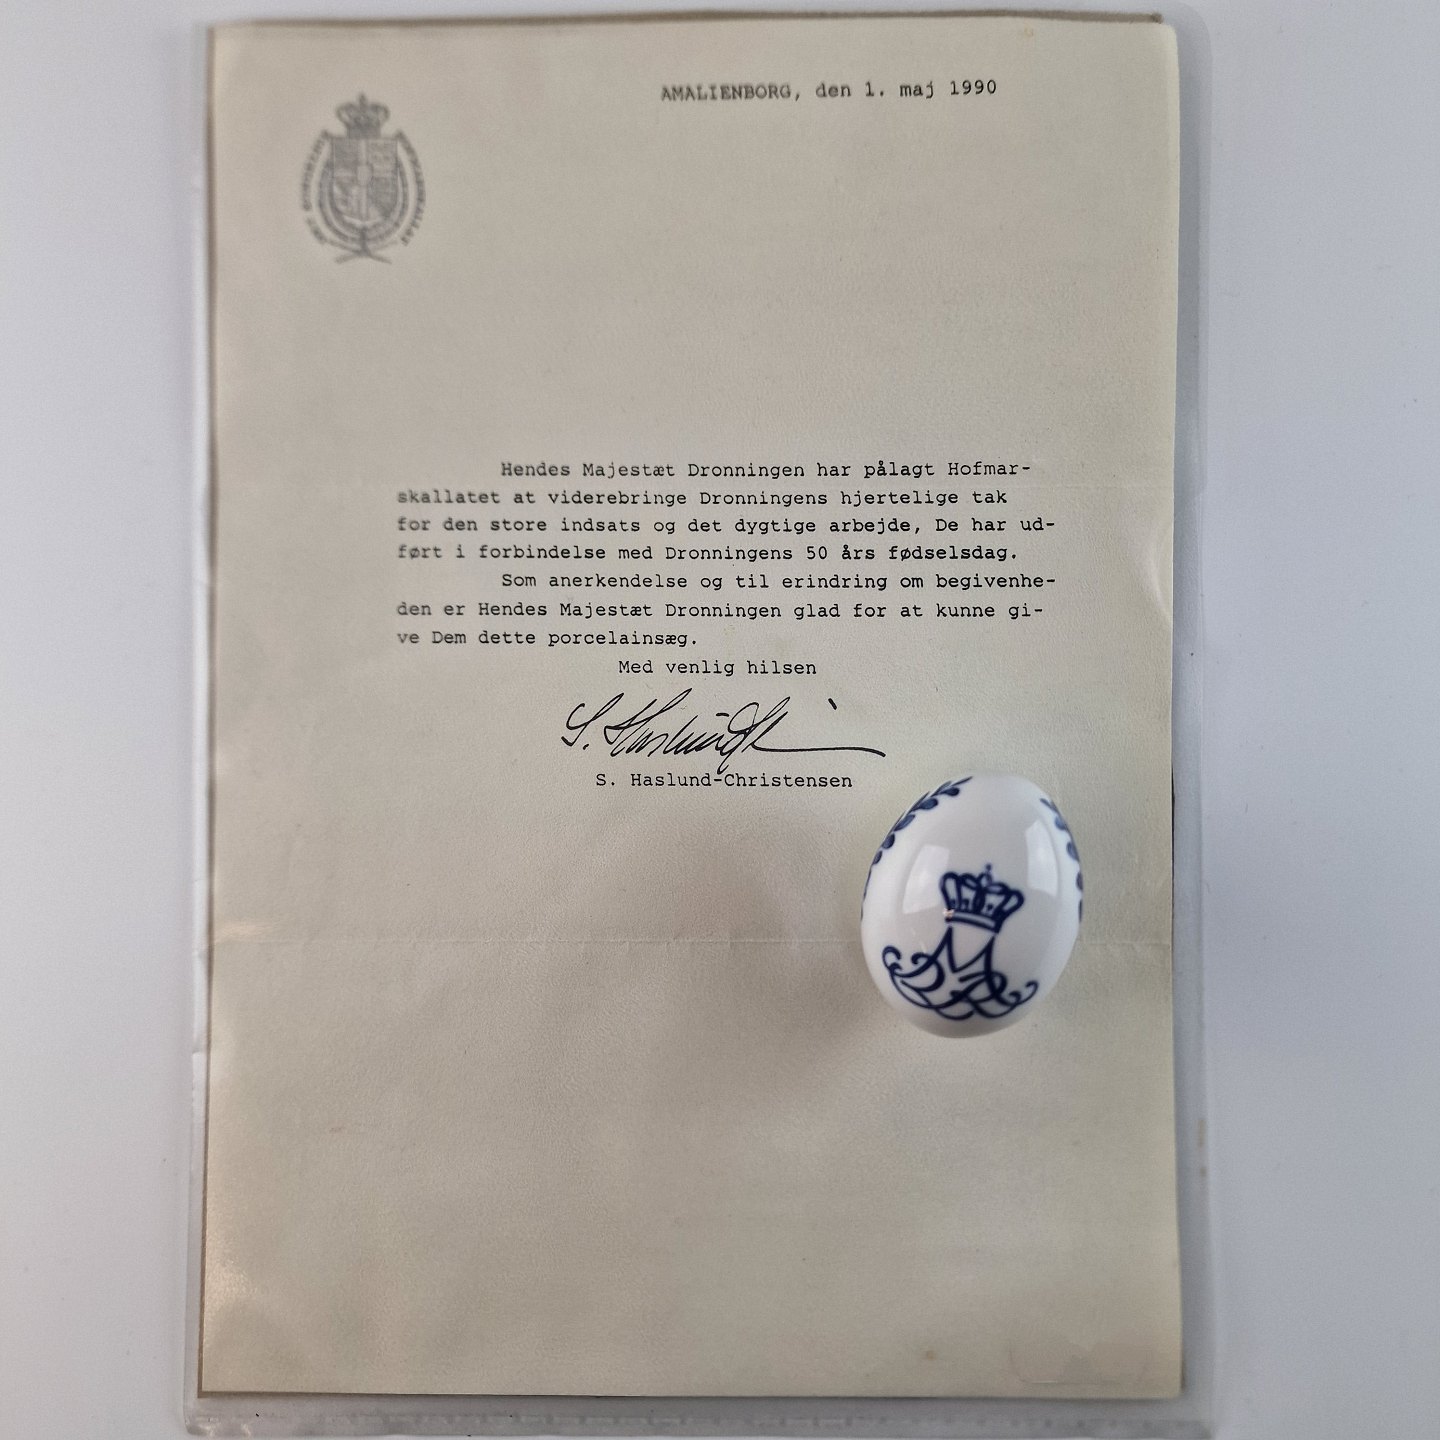 AMALIENBORG, den 1. maj 1990
Hendes Majestæt Dronningen har pålagt Hofmar-
skallatet at viderebringe Dronningens hjertelige tak
for den store indsats og det dygtige arbejde, De har ud-
ført i forbindelse med Dronningens 50 års fødselsdag.
Som anerkendelse og til erindring om begivenhe-
den er Hendes Majestæt Dronningen glad for at kunne gi-
ve Dem dette porcelainsæg.
Med venlig hilsen
S. Haslund-Christensen